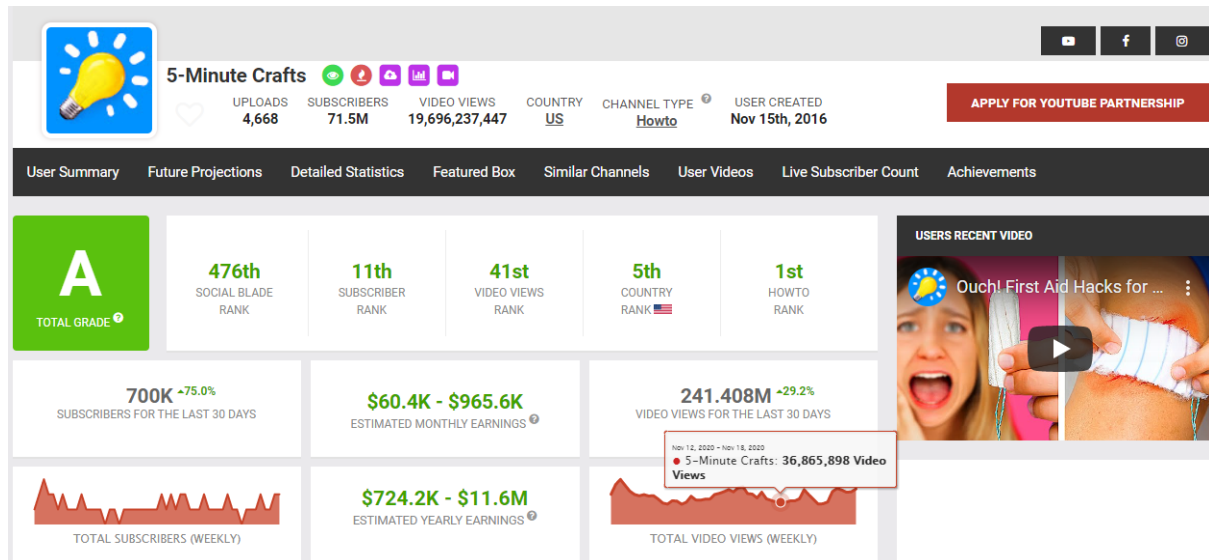 5-Minute Crafts
UPLOADS SUBSCRIBERS VIDEO VIEWS COUNTRY CHANNEL TYPE ? USER CREATED
4,668 71.5M 19,696,237,447 US Howto Nov 15th, 2016
APPLY FOR YOUTUBE PARTNERSHIP
User Summary Future Projections Detailed Statistics Featured Box Similar Channels User Videos Live Subscriber Count Achievements
A
TOTAL GRADE ?
476th
SOCIAL BLADE
RANK
11th
SUBSCRIBER
RANK
41st
VIDEO VIEWS
RANK
5th
COUNTRY
RANK
1st
HOWTO
RANK
USERS RECENT VIDEO
Ouch! First Aid Hacks for ...
700K 75.0%
SUBSCRIBERS FOR THE LAST 30 DAYS
$60.4K - $965.6K
ESTIMATED MONTHLY EARNINGS ?
241.408M 29.2%
VIDEO VIEWS FOR THE LAST 30 DAYS
Nov 12, 2020 - Nov 18, 2020
5-Minute Crafts: 36,865,898 Video
Views
TOTAL SUBSCRIBERS (WEEKLY)
$724.2K - $11.6M
ESTIMATED YEARLY EARNINGS ?
TOTAL VIDEO VIEWS (WEEKLY)